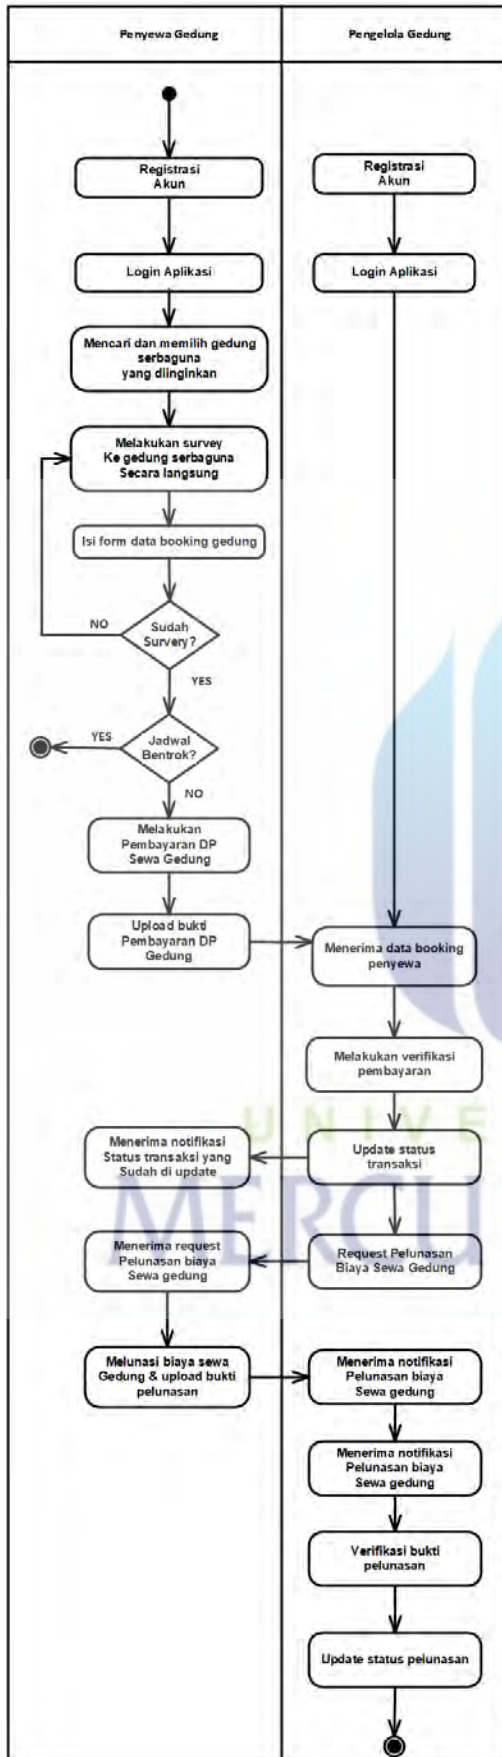 Penyewa Gedung
Pengelola Gedung
Registrasi
Akun
Registrasi
Akun
Login Aplikasi
Login Aplikasi
Mencari dan memilih gedung
serbaguna
yang diinginkan
Melakukan survey
Ke gedung serbaguna
Secara langsung
Isi form data booking gedung
NO
Sudah
Survery?
YES
YES
Jadwal
Bentrok?
NO
Melakukan
Pembayaran DP
Sewa Gedung
Upload bukti
Pembayaran DP
Gedung
Menerima data booking
penyewa
Melakukan verifikasi
pembayaran
UNIVE
MERCU
Menerima notifikasi
Status transaksi yang
Sudah di update
Update status
transaksi
Menerima request
Pelunasan biaya
Sewa gedung
Request Pelunasan
Biaya Sewa Gedung
Melunasi biaya sewa
Gedung & upload bukti
pelunasan
Menerima notifikasi
Pelunasan biaya
Sewa gedung
Menerima notifikasi
Pelunasan biaya
Sewa gedung
Verifikasi bukti
pelunasan
Update status pelunasan